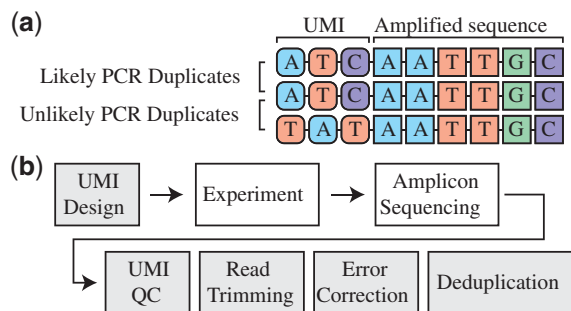 (a)
UMI Amplified sequence
Likely PCR Duplicates
Unlikely PCR Duplicates
A T C A A T T G C
A T C A A T T G C
T A T A A T T G C
(b)
UMI
Design
Experiment
Amplicon
Sequencing
UMI
QC
Read
Trimming
Error
Correction
Deduplication